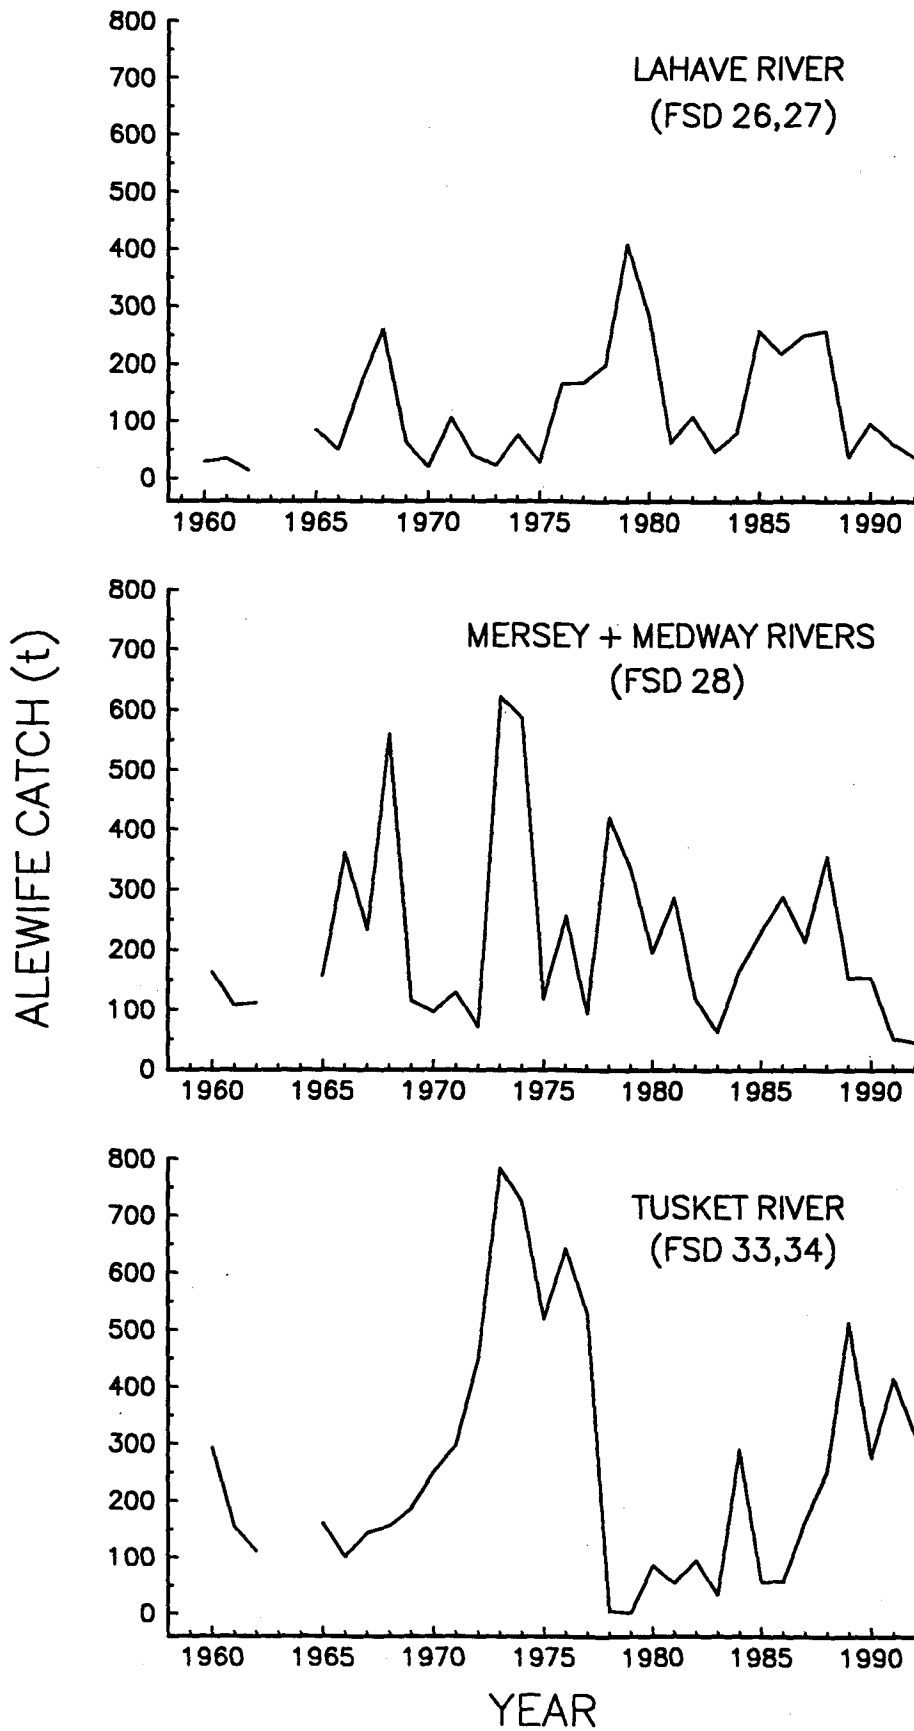 800
700
600
500
400
300
200
100
0
LAHAVE RIVER
(FSD 26,27)
1960 1965 1970 1975 1980 1985 1990
ALEWIFE CATCH (t)
800
700
600
500
400
300
200
100
0
MERSEY + MEDWAY RIVERS
(FSD 28)
1960 1965 1970 1975 1980 1985 1990
800
700
600
500
400
300
200
100
0
TUSKET RIVER
(FSD 33,34)
1960 1965 1970 1975 1980 1985 1990
YEAR